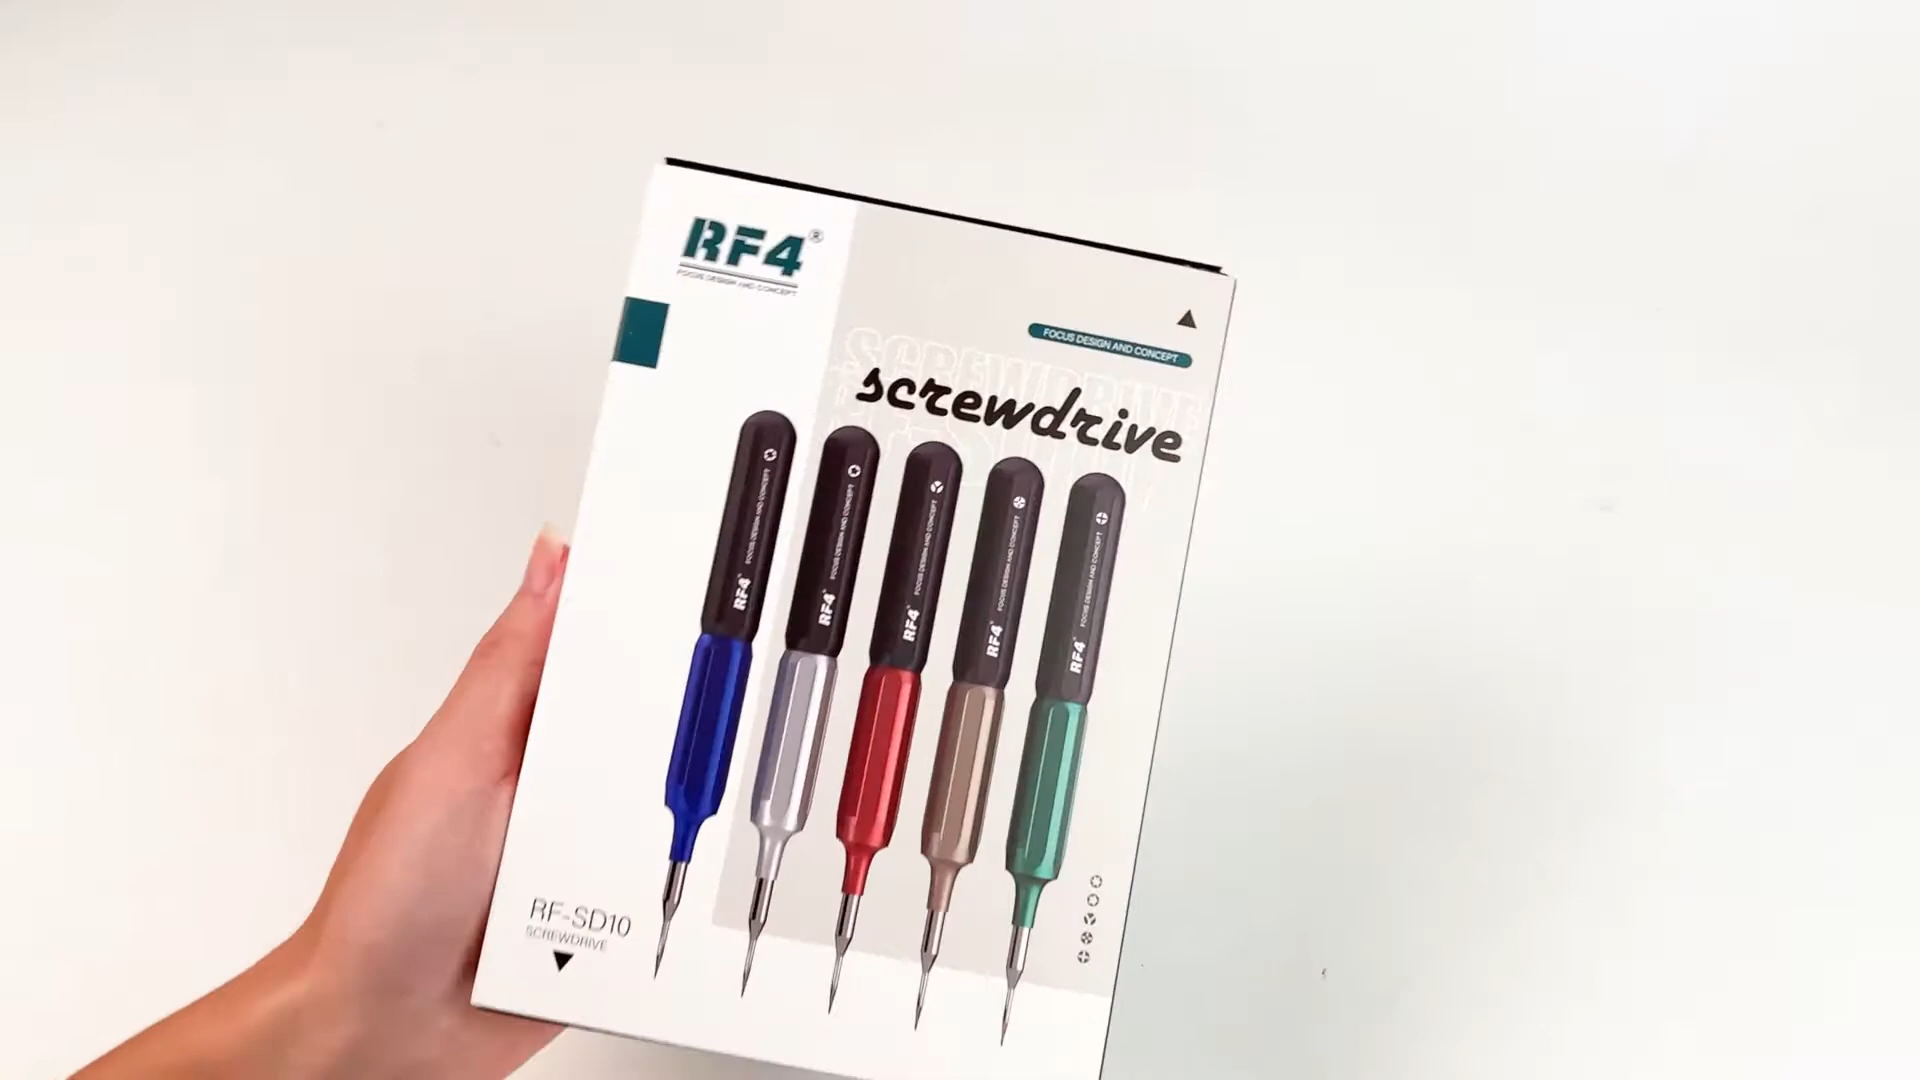 RF4®
FOCUS DESIGN AND CONCEPT
FOCUS DESIGN AND CONCEPT
SCREWDRIVE
screwdrive
RF4 FOCUS DESIGN AND CONCEPT
RF4 FOCUS DESIGN AND CONCEPT
RF4 FOCUS DESIGN AND CONCEPT
RF4 FOCUS DESIGN AND CONCEPT
RF4 FOCUS DESIGN AND CONCEPT
RF-SD10
SCREWDRIVE